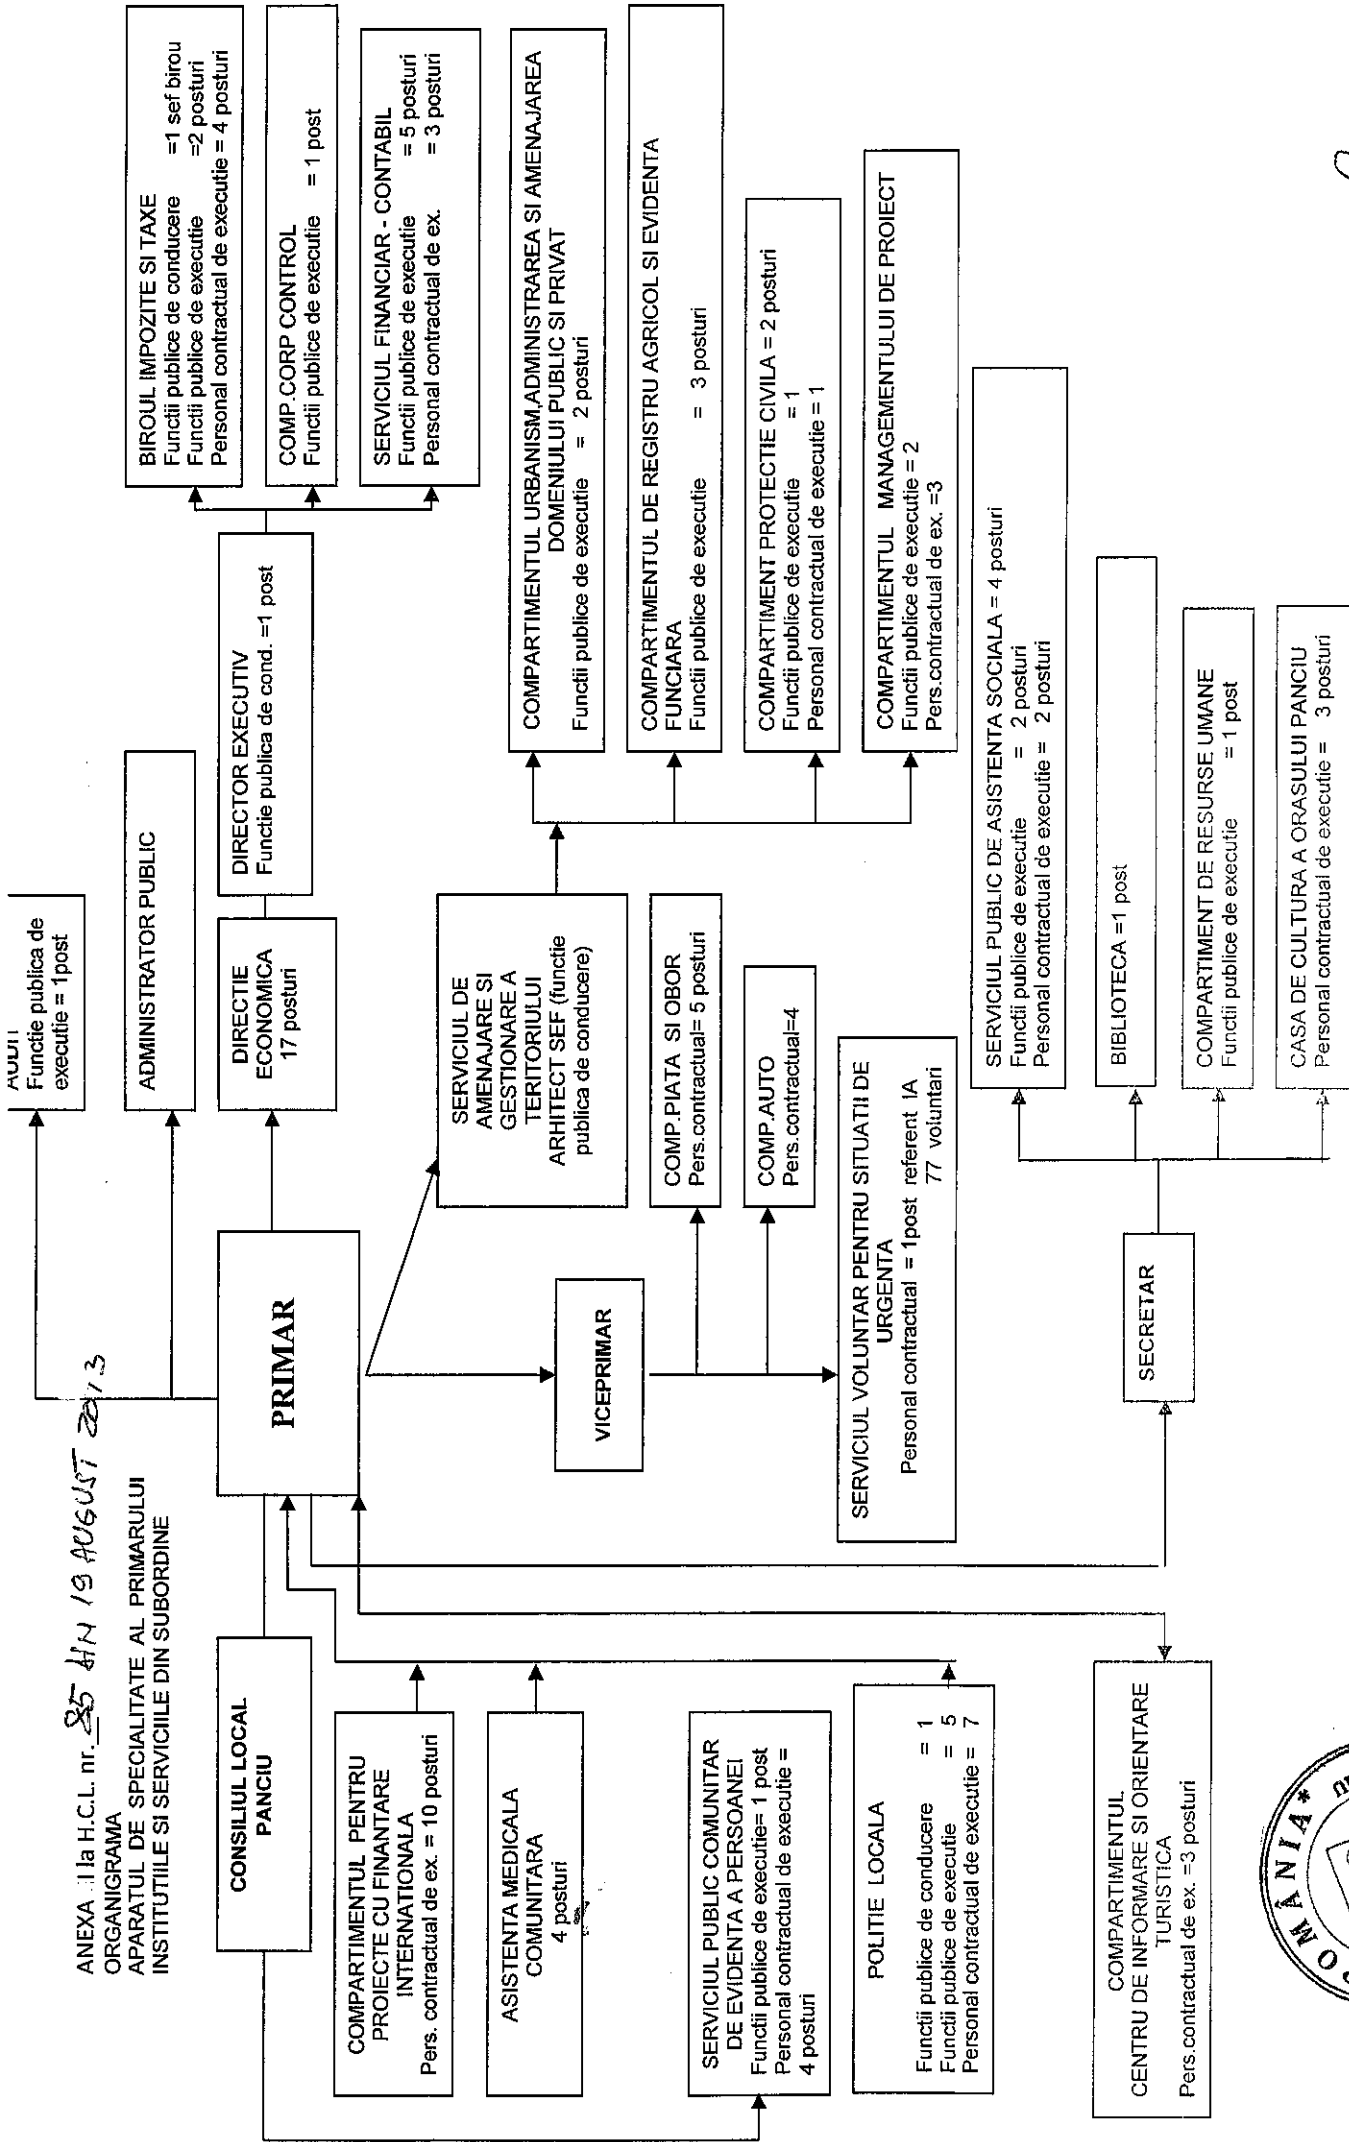 ANEXA la H.C.L. nr. 85 DIN 19 AUGUST 2013
ORGANIGRAMA
APARATUL DE SPECIALITATE AL PRIMARULUI
INSTITUTIILE SI SERVICIILE DIN SUBORDINE
AUDIT
Functie publica de
executie = 1post
ADMINISTRATOR PUBLIC
CONSILIUL LOCAL
PANCIU
PRIMAR
DIRECTIE
ECONOMICA
17 posturi
DIRECTOR EXECUTIV
Functie publica de cond. =1 post
BIROUL IMPOZITE SI TAXE
Functii publice de conducere =1 sef birou
Functii publice de executie =2 posturi
Personal contractual de executie = 4 posturi
COMP.CORP CONTROL
Functii publice de executie = 1 post
SERVICIUL FINANCIAR - CONTABIL
Functii publice de executie = 5 posturi
Personal contractual de ex. = 3 posturi
COMPARTIMENTUL PENTRU
PROIECTE CU FINANTARE
INTERNATIONALA
Pers. contractual de ex. = 10 posturi
ASISTENTA MEDICALA
COMUNITARA
4 posturi
SERVICIUL PUBLIC COMUNITAR
DE EVIDENTA A PERSOANEI
Functii publice de executie= 1 post
Personal contractual de executie =
4 posturi
POLITIE LOCALA
Functii publice de conducere = 1
Functii publice de executie = 5
Personal contractual de executie = 7
COMPARTIMENTUL
CENTRU DE INFORMARE SI ORIENTARE
TURISTICA
Pers.contractual de ex. =3 posturi
VICEPRIMAR
SERVICIUL DE
AMENAJARE SI
GESTIONARE A
TERITORIULUI
ARHITECT SEF (functie
publica de conducere)
COMP.PIATA SI OBOR
Pers.contractual= 5 posturi
COMP.AUTO
Pers.contractual=4
SERVICIUL VOLUNTAR PENTRU SITUATII DE
URGENTA
Personal contractual = 1post referent IA
77 voluntari
COMPARTIMENTUL URBANISM,ADMINISTRAREA SI AMENAJAREA
DOMENIULUI PUBLIC SI PRIVAT
Functii publice de executie = 2 posturi
COMPARTIMENTUL DE REGISTRU AGRICOL SI EVIDENTA
FUNCIARA
Functii publice de executie = 3 posturi
COMPARTIMENT PROTECTIE CIVILA = 2 posturi
Functii publice de executie = 1
Personal contractual de executie = 1
COMPARTIMENTUL MANAGEMENTULUI DE PROIECT
Functii publice de executie = 2
Pers.contractual de ex. =3
SECRETAR
SERVICIUL PUBLIC DE ASISTENTA SOCIALA = 4 posturi
Functii publice de executie = 2 posturi
Personal contractual de executie = 2 posturi
BIBLIOTECA =1 post
COMPARTIMENT DE RESURSE UMANE
Functii publice de executie = 1 post
CASA DE CULTURA A ORASULUI PANCIU
Personal contractual de executie = 3 posturi
ROMÂNIA*